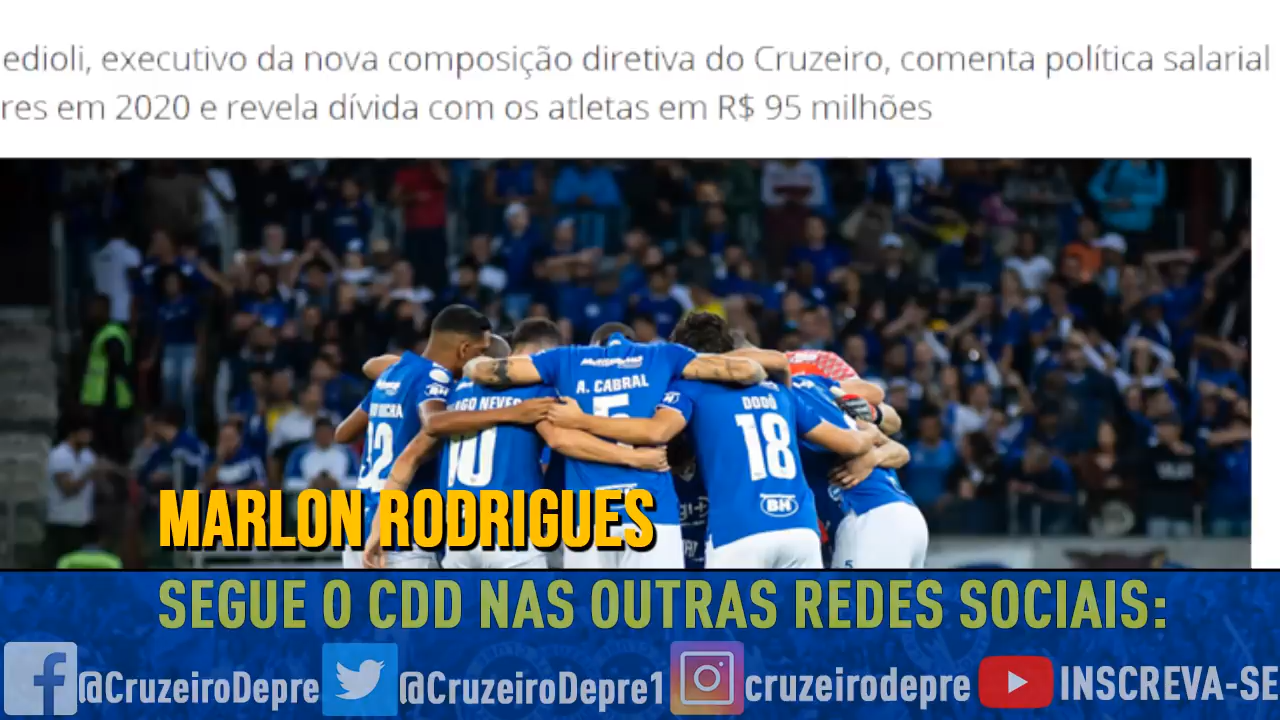 edioli, executivo da nova composição diretiva do Cruzeiro, comenta política salarial
res em 2020 e revela dívida com os atletas em R$ 95 milhões
A. CABRAL
5
DODÔ
18
BH
10
BH
MARLON RODRIGUES
SEGUE O CDD NAS OUTRAS REDES SOCIAIS:
@CruzeiroDepre
@CruzeiroDepre1
cruzeirodepre
INSCREVA-SE